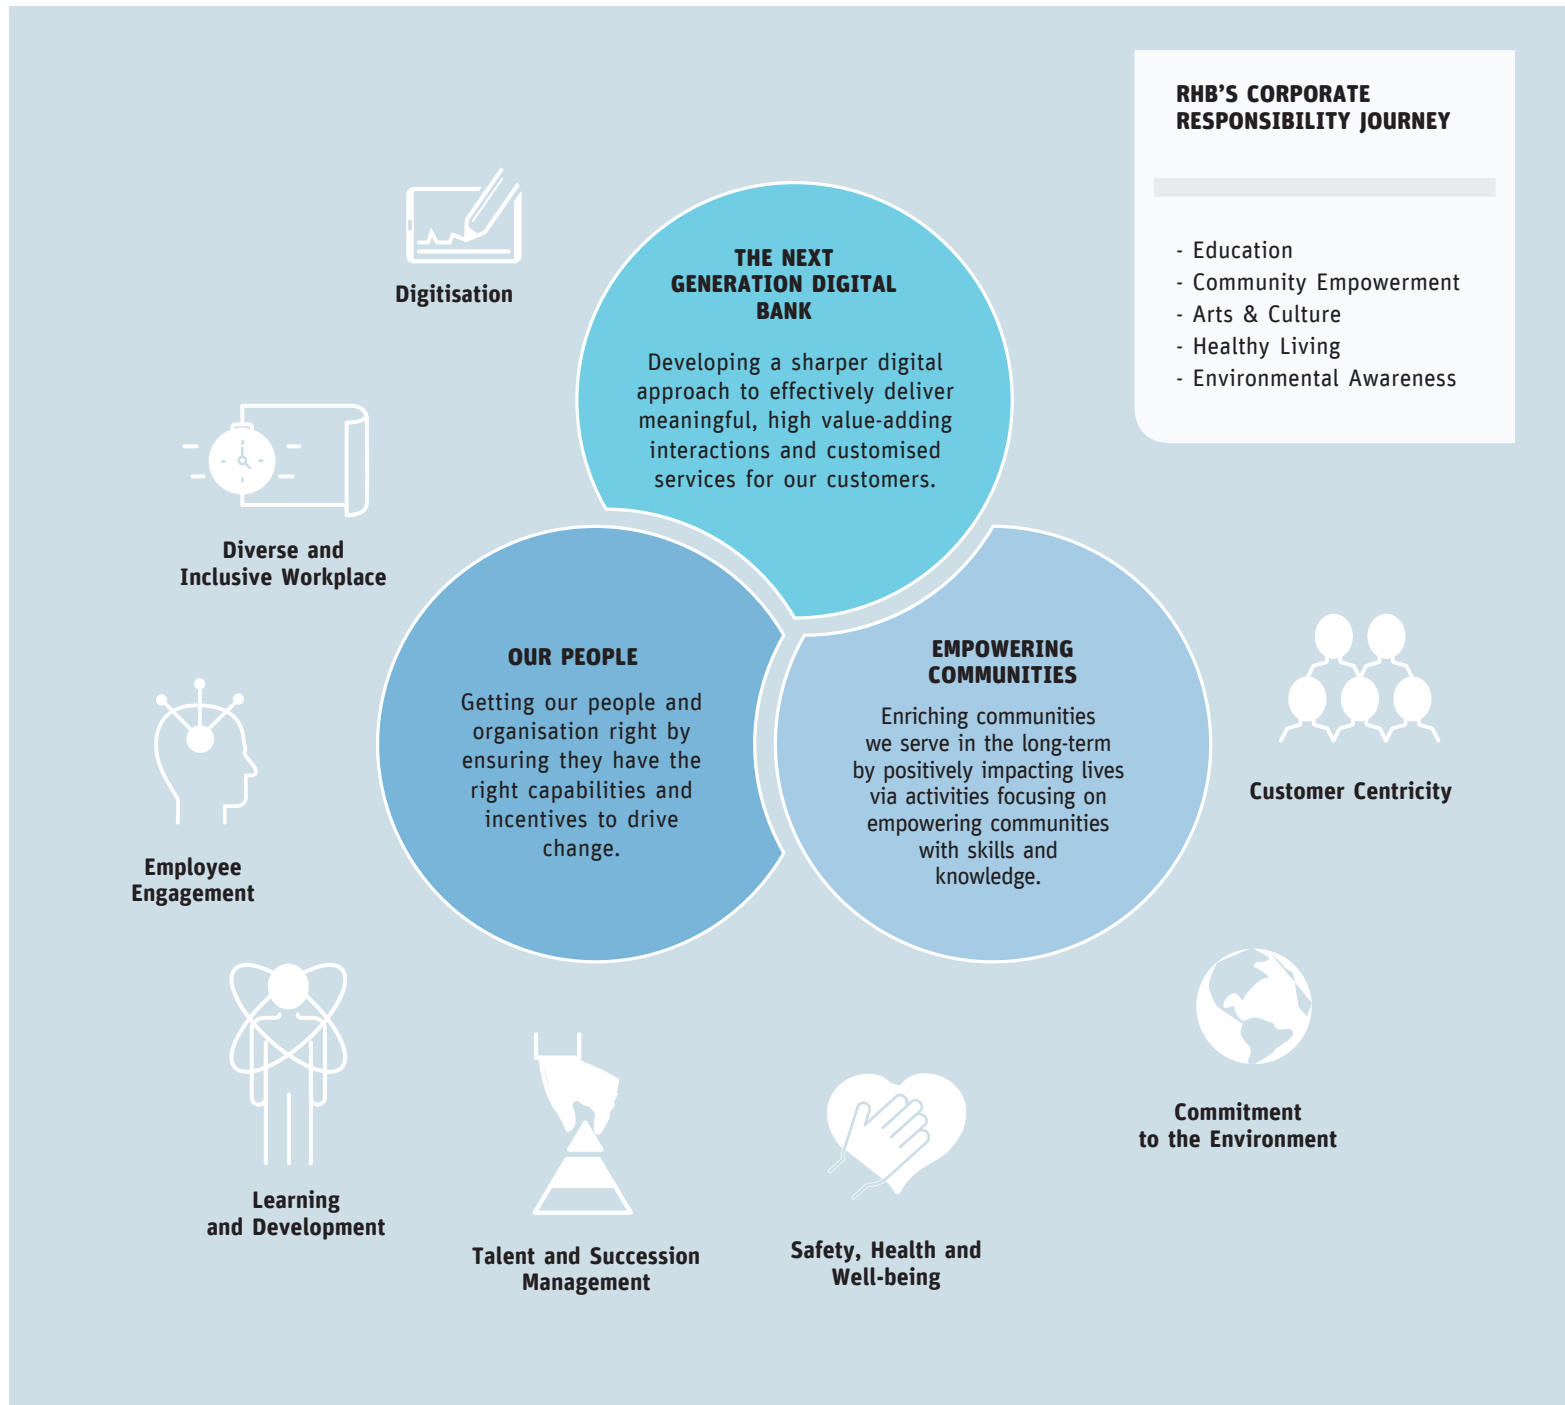 RHB'S CORPORATE
RESPONSIBILITY JOURNEY
- Education
- Community Empowerment
- Arts & Culture
- Healthy Living
- Environmental Awareness
Digitisation
THE NEXT
GENERATION DIGITAL
BANK
Developing a sharper digital
approach to effectively deliver
meaningful, high value-adding
interactions and customised
services for our customers.
Diverse and
Inclusive Workplace
OUR PEOPLE
Getting our people and
organisation right by
ensuring they have the
right capabilities and
incentives to drive
change.
EMPOWERING
COMMUNITIES
Enriching communities
we serve in the long-term
by positively impacting lives
via activities focusing on
empowering communities
with skills and
knowledge.
Customer Centricity
Employee
Engagement
Commitment
to the Environment
Learning
and Development
Talent and Succession
Management
Safety, Health and
Well-being